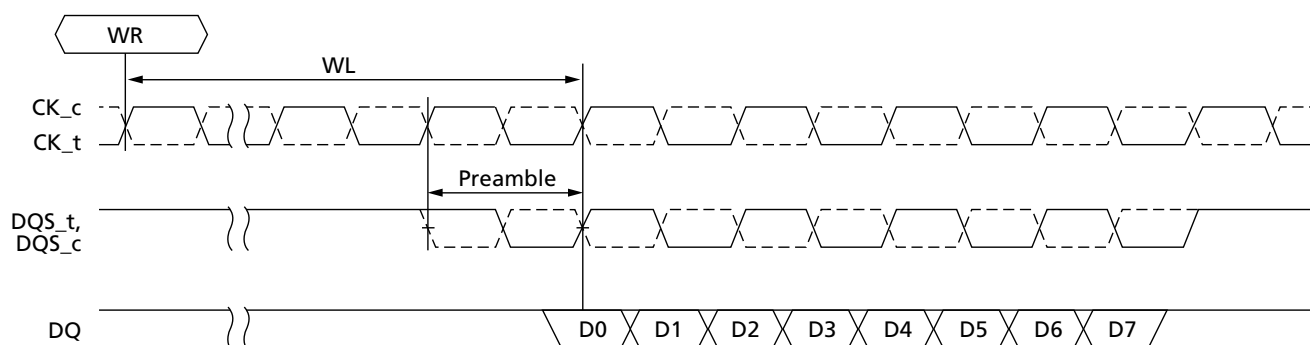 WR
WL
CK_c
CK_t
Preamble
DQS_t,
DQS_c
DQ D0 D1 D2 D3 D4 D5 D6 D7